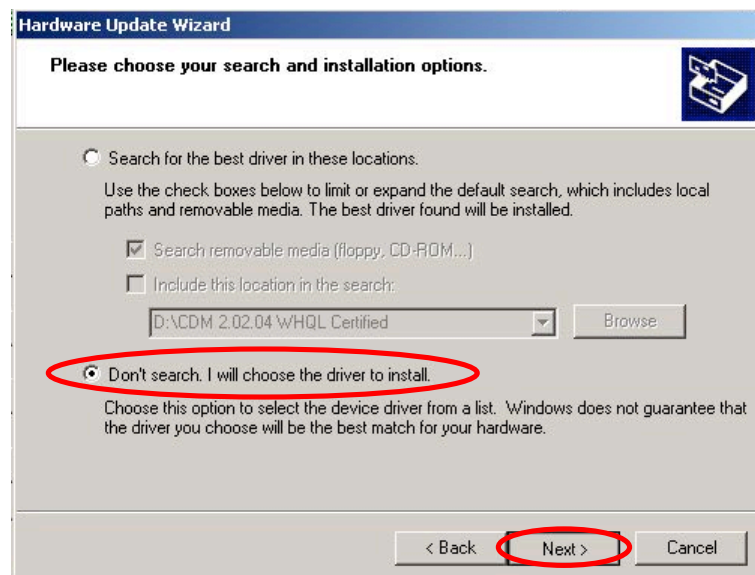 Hardware Update Wizard
Please choose your search and installation options.
Search for the best driver in these locations.
Use the check boxes below to limit or expand the default search, which includes local
paths and removable media. The best driver found will be installed.
Search removable media (floppy, CD-ROM...)
Include this location in the search:
D:\CDM 2.02.04 WHQL Certified
Browse
Don't search. I will choose the driver to install.
Choose this option to select the device driver from a list. Windows does not guarantee that
the driver you choose will be the best match for your hardware.
< Back Next > Cancel